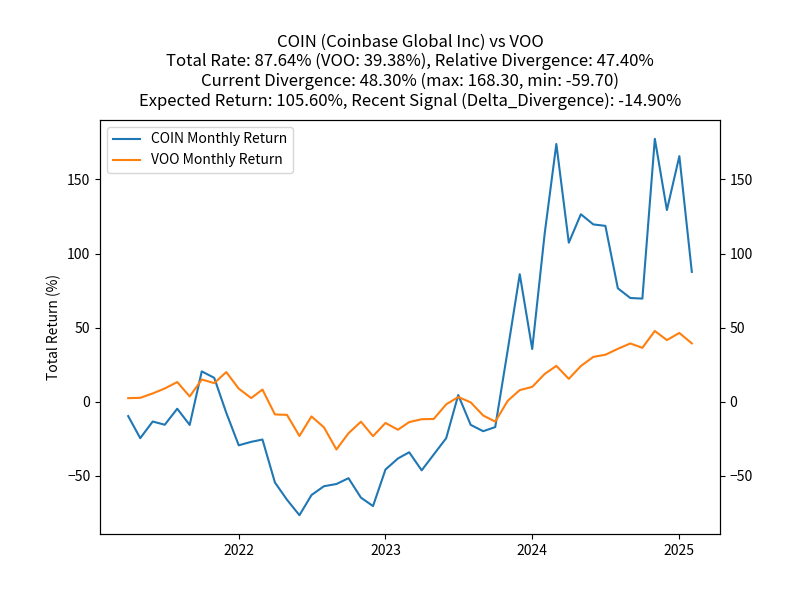 COIN (Coinbase Global Inc) vs VOO
Total Rate: 87.64% (VOO: 39.38%), Relative Divergence: 47.40%
Current Divergence: 48.30% (max: 168.30, min: -59.70)
Expected Return: 105.60%, Recent Signal (Delta_Divergence): -14.90%
COIN Monthly Return
VOO Monthly Return
Total Return (%)
150
100
50
0
−50
150
100
50
0
−50
2022
2023
2024
2025